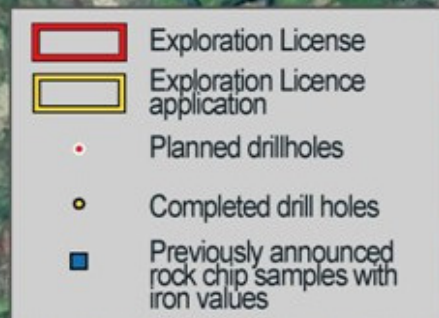 Exploration License
Exploration Licence
application
Planned drillholes
Completed drill holes
Previously announced
rock chip samples with
iron values